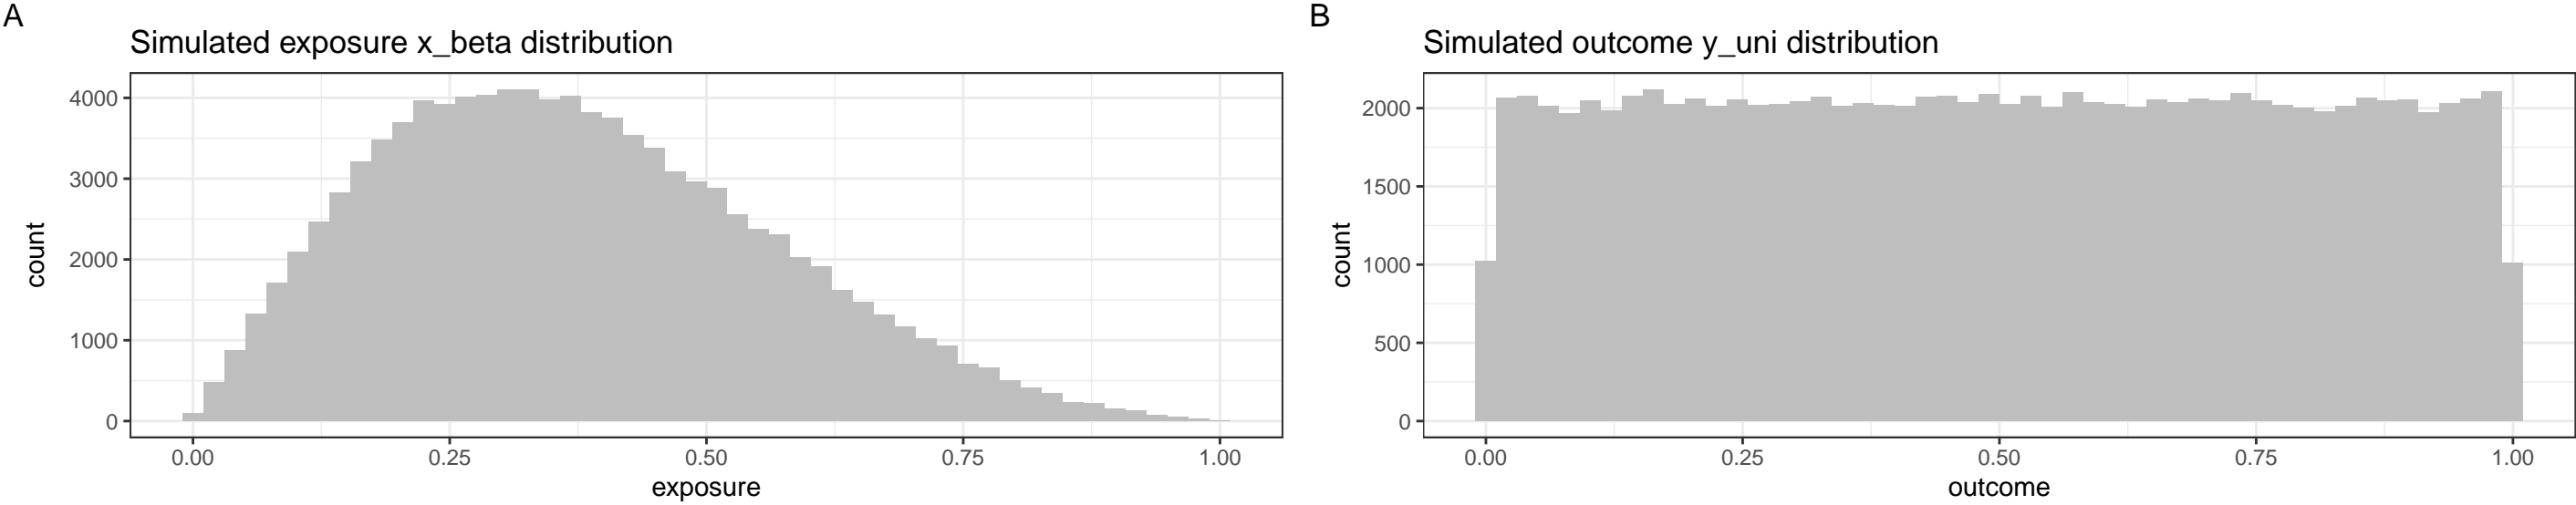 A
Simulated exposure x_beta distribution
4000
3000
2000
1000
0
count
0.00 0.25 0.50 0.75 1.00
exposure
B
Simulated outcome y_uni distribution
2000
1500
1000
500
0
count
0.00 0.25 0.50 0.75 1.00
outcome